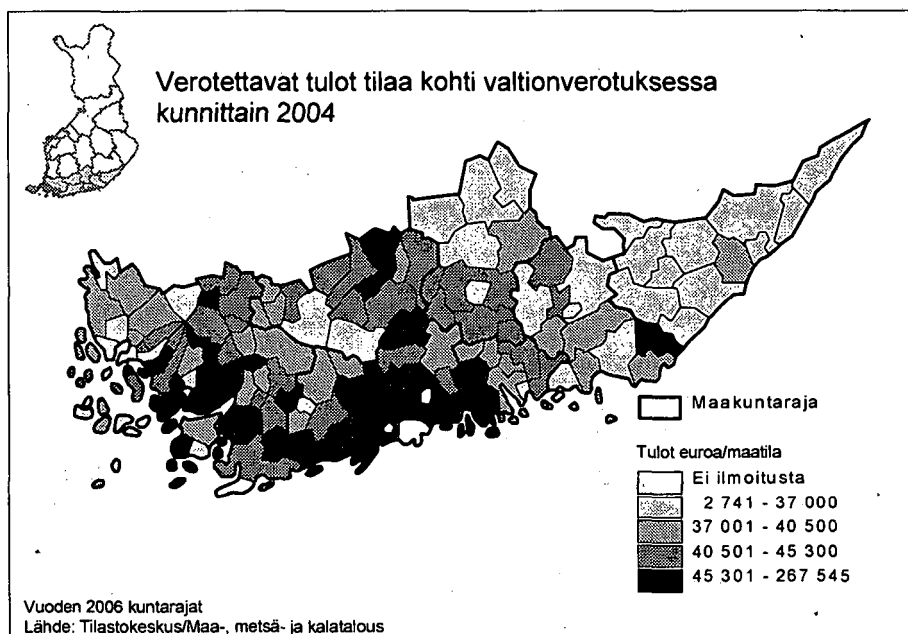 Verotettavat tulot tilaa kohti valtionverotuksessa
kunnittain 2004
Maakuntaraja
Tulot euroa/maatila
Ei ilmoitusta
2 741 - 37 000
37 001 - 40 500
40 501 - 45 300
45 301 - 267 545
Vuoden 2006 kuntarajat
Lähde: Tilastokeskus/Maa-, metsä- ja kalatalous